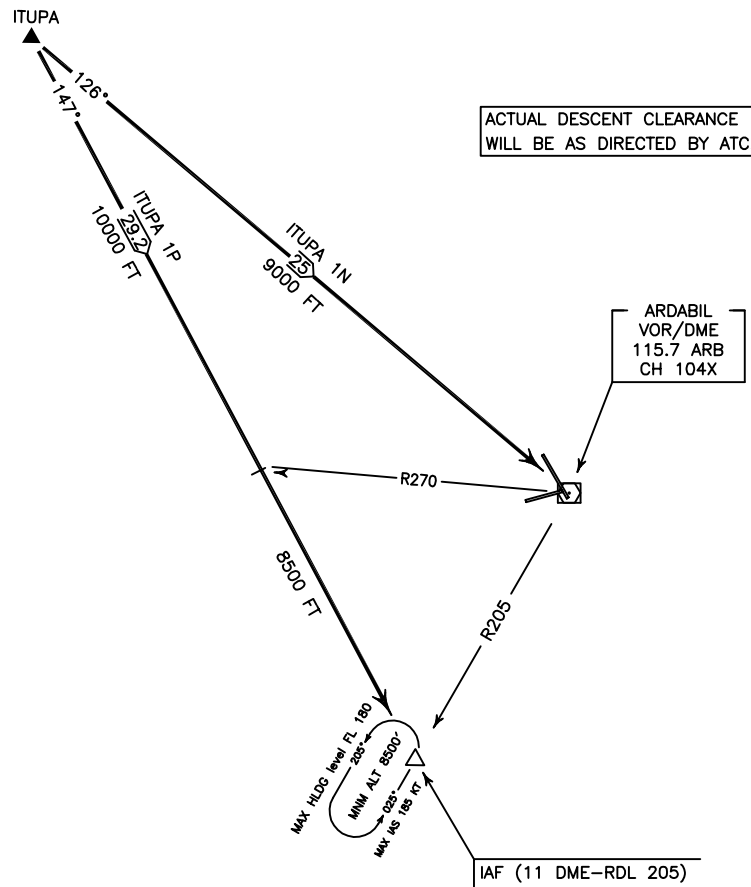 ITUPA
126°
147°
ACTUAL DESCENT CLEARANCE
WILL BE AS DIRECTED BY ATC
ITUPA 1P
29.2
10000 FT
ITUPA 1N
25
9000 FT
ARDABIL
VOR/DME
115.7 ARB
CH 104X
R270
8500 FT
R205
MAX HLDG level FL 180
205°
MNM ALT 8500'
025°
MAX IAS 185 KT
IAF (11 DME-RDL 205)